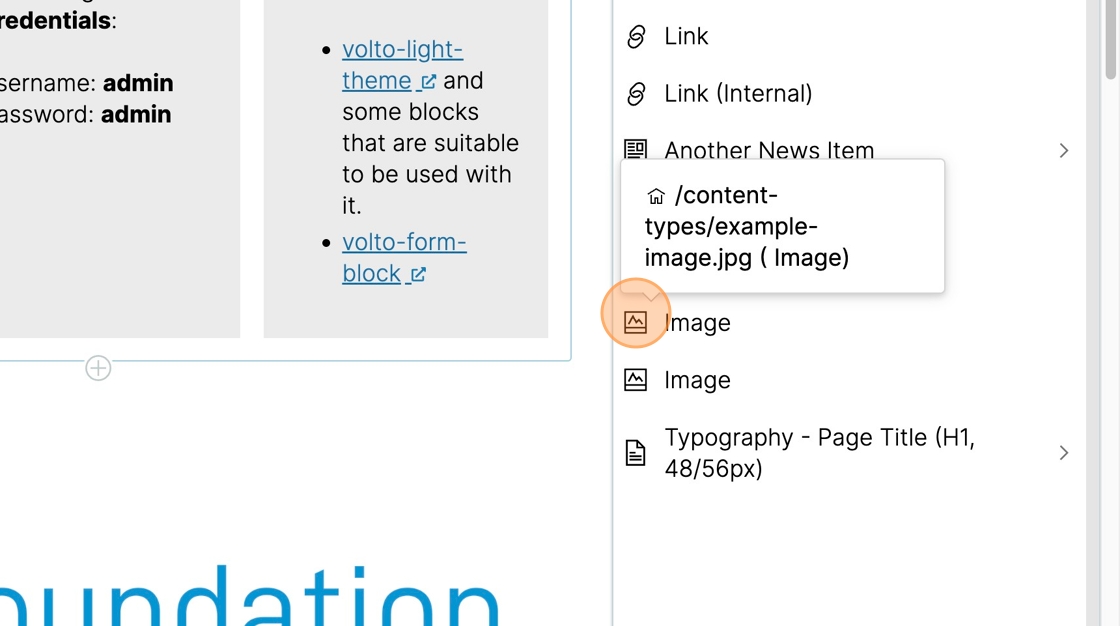 redentials:
sername: admin
assword: admin
volto-light-
theme and
some blocks
that are suitable
to be used with
it.
volto-form-
block
oundation
Link
Link (Internal)
Another News Item
/content-
types/example-
image.jpg ( Image)
Image
Image
Typography - Page Title (H1,
48/56px)